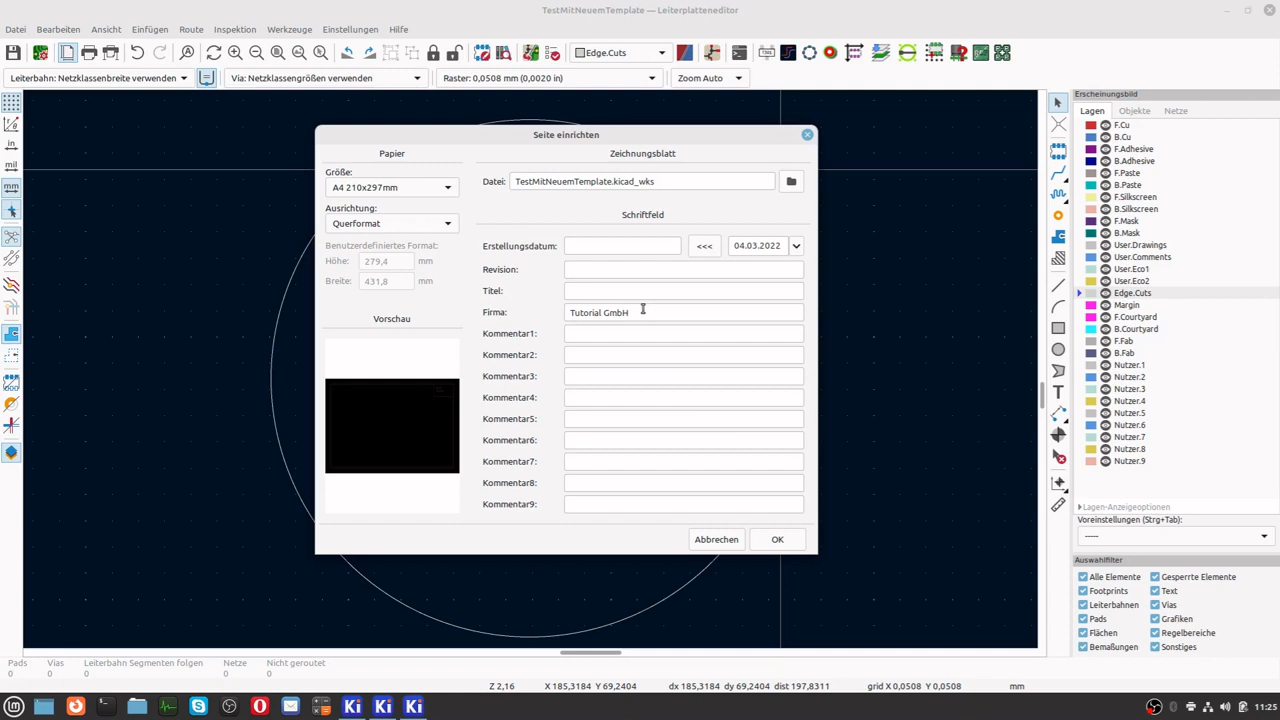 TestMitNeuemTemplate — Leiterplatteneditor
Datei Bearbeiten Ansicht Einfügen Route Inspektion Werkzeuge Einstellungen Hilfe
Edge.Cuts
Leiterbahn: Netzklassenbreite verwenden Via: Netzklassengrößen verwenden Raster: 0,0508 mm (0,0020 in) Zoom Auto
in
mil
mm
Seite einrichten
Papier
Größe:
A4 210x297mm
Ausrichtung:
Querformat
Benutzerdefiniertes Format:
Höhe: 279,4 mm
Breite: 431,8 mm
Vorschau
Zeichnungsblatt
Datei: TestMitNeuemTemplate.kicad_wks
Schriftfeld
Erstellungsdatum: <<< 04.03.2022
Revision:
Titel:
Firma: Tutorial GmbH
Kommentar1:
Kommentar2:
Kommentar3:
Kommentar4:
Kommentar5:
Kommentar6:
Kommentar7:
Kommentar8:
Kommentar9:
Abbrechen OK
Erscheinungsbild
Lagen Objekte Netze
F.Cu
B.Cu
F.Adhesive
B.Adhesive
F.Paste
B.Paste
F.Silkscreen
B.Silkscreen
F.Mask
B.Mask
User.Drawings
User.Comments
User.Eco1
User.Eco2
Edge.Cuts
Margin
F.Courtyard
B.Courtyard
F.Fab
B.Fab
Nutzer.1
Nutzer.2
Nutzer.3
Nutzer.4
Nutzer.5
Nutzer.6
Nutzer.7
Nutzer.8
Nutzer.9
Lagen-Anzeigeoptionen
Voreinstellungen (Strg+Tab):
-----
Auswahlfilter
Alle Elemente Gesperrte Elemente
Footprints Text
Leiterbahnen Vias
Pads Grafiken
Flächen Regelbereiche
Bemaßungen Sonstiges
Pads Vias Leiterbahn Segmenten folgen Netze Nicht geroutet
0 0 0 0 0
Z 2,16 X 185,3184 Y 69,2404 dx 185,3184 dy 69,2404 dist 197,8311 grid X 0,0508 Y 0,0508 mm
Ki Ki Ki 11:25